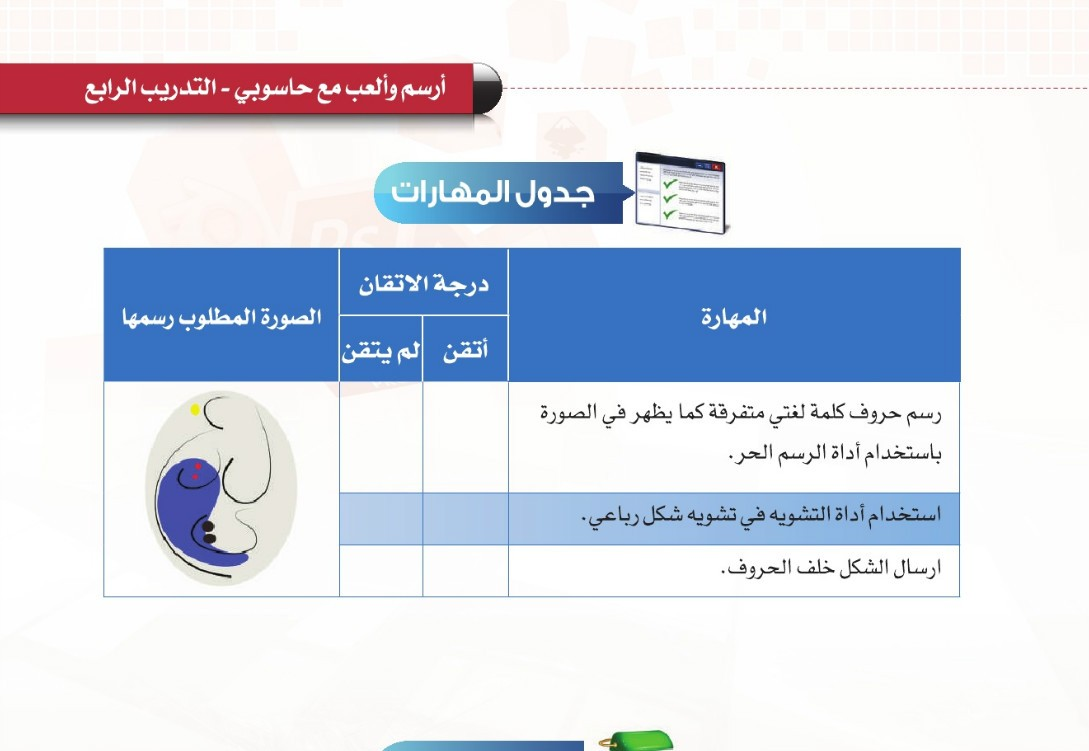 أرسم وألعب مع حاسوبي - التدريب الرابع
جدول المهارات
المهارة
درجة الاتقان
الصورة المطلوب رسمها
أتقن
لم يتقن
رسم حروف كلمة لغتي متفرقة كما يظهر في الصورة
باستخدام أداة الرسم الحر.
استخدام أداة التشويه في تشويه شكل رباعي.
ارسال الشكل خلف الحروف.